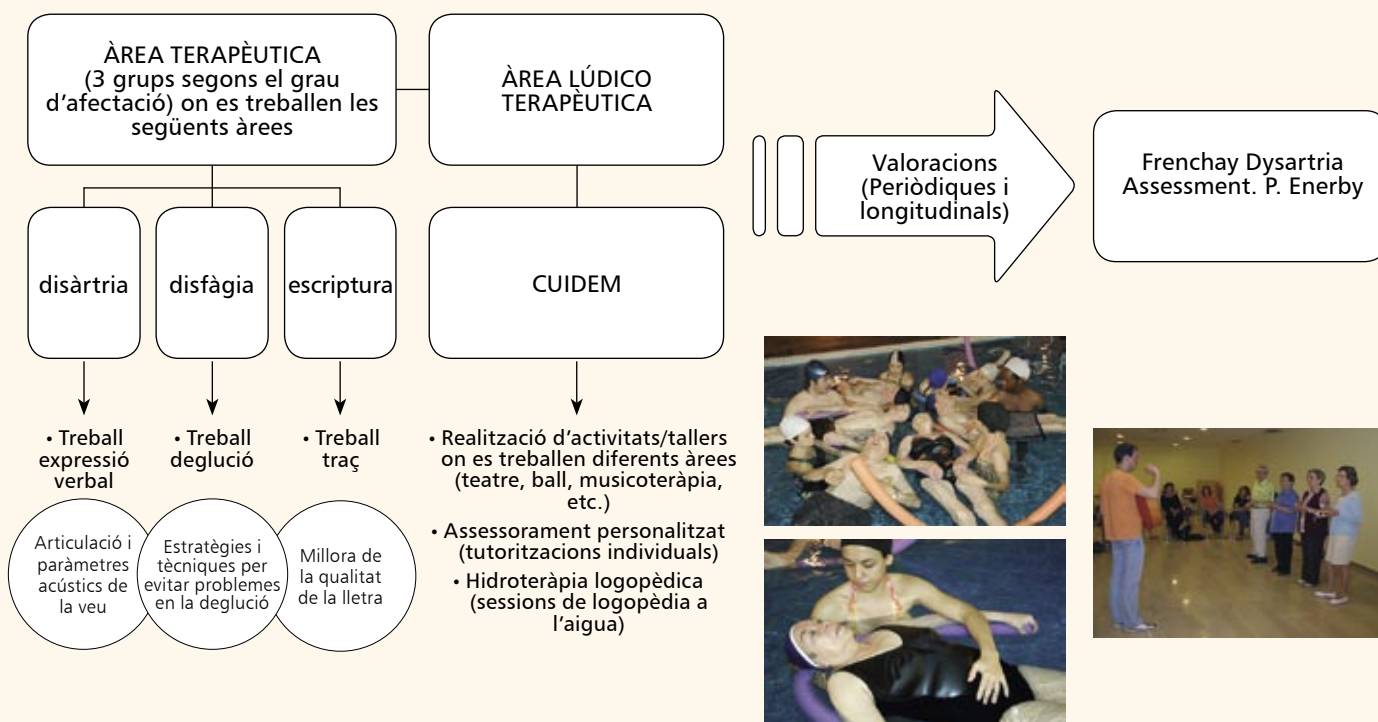 ÀREA TERAPÈUTICA
(3 grups segons el grau
d'afectació) on es treballen les
següents àrees
ÀREA LÚDICO
TERAPÈUTICA
Valoracions
(Periòdiques i
longitudinals)
Frenchay Dysartria
Assessment. P. Enerby
disàrtria
disfàgia
escriptura
CUIDEM
• Treball
expressió
verbal
• Treball
deglució
• Treball
traç
• Realització d'activitats/tallers
on es treballen diferents àrees
(teatre, ball, musicoteràpia,
etc.)
• Assessorament personalitzat
(tutoritzacions individuals)
• Hidroteràpia logopèdica
(sessions de logopèdia a
l'aigua)
Articulació i
paràmetres
acústics de
la veu
Estratègies i
tècniques per
evitar problemes
en la deglució
Millora de
la qualitat
de la lletra